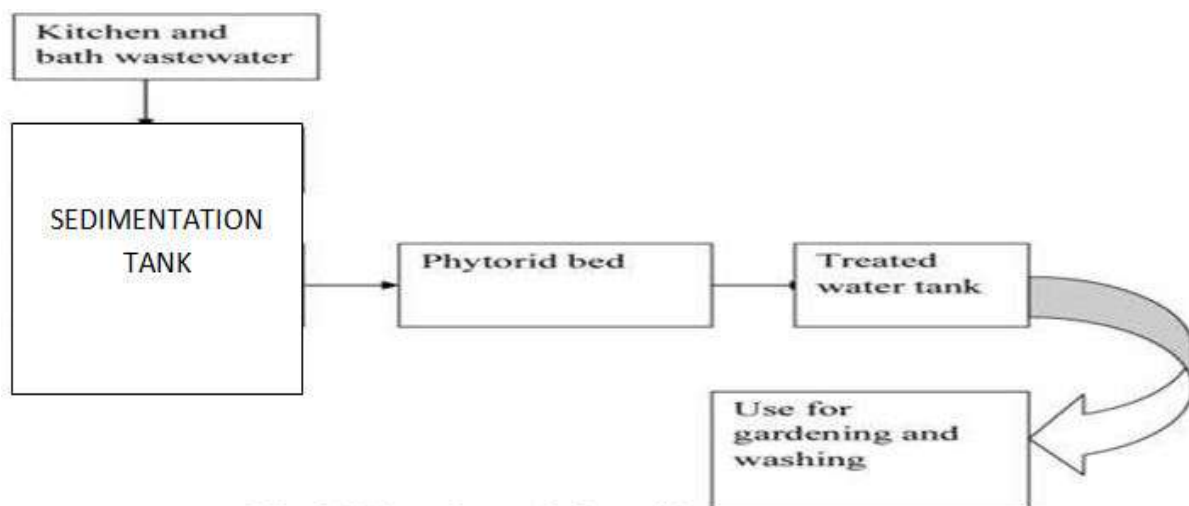 Kitchen and
bath wastewater
SEDIMENTATION
TANK
Phytorid bed
Treated
water tank
Use for
gardening and
washing